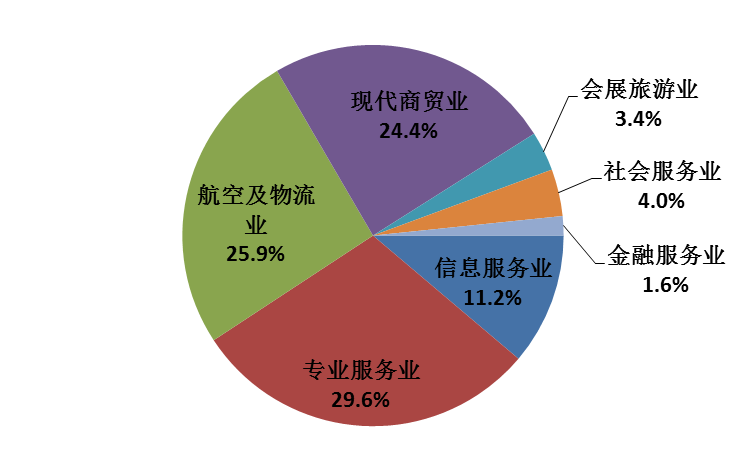 现代商贸业
24.4%
会展旅游业
3.4%
社会服务业
4.0%
航空及物流
业
25.9%
金融服务业
1.6%
信息服务业
11.2%
专业服务业
29.6%